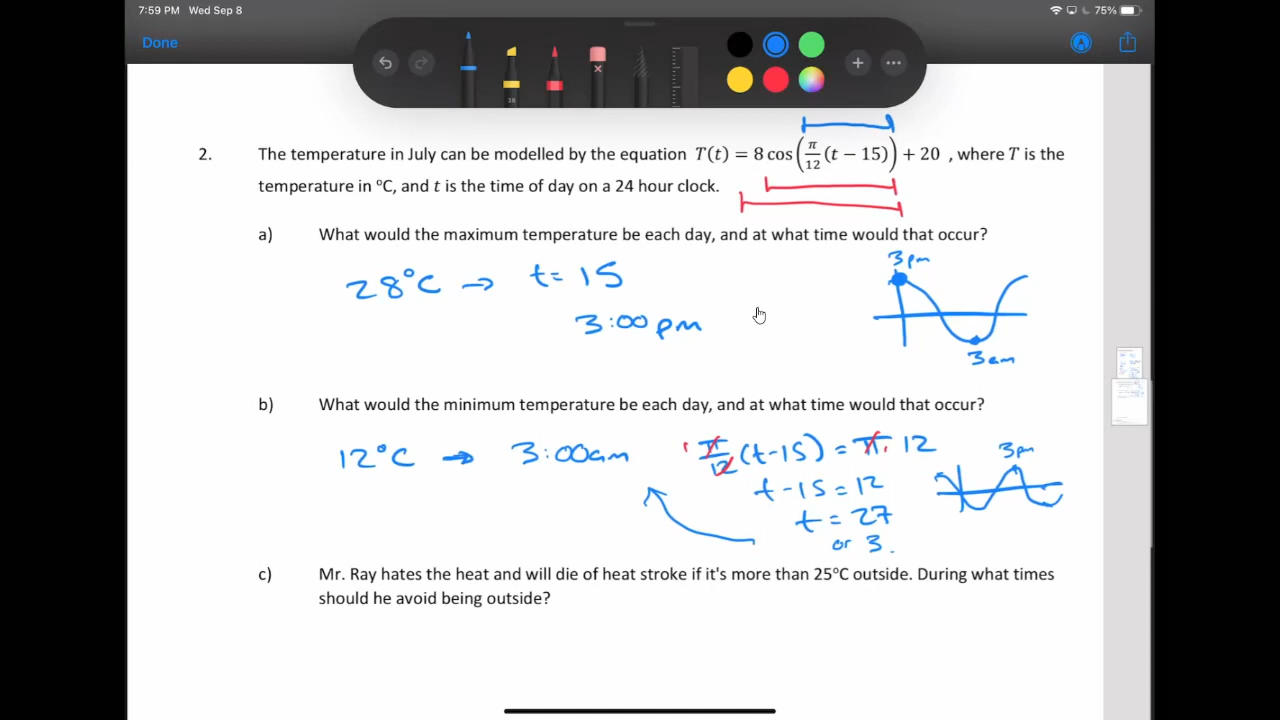 7:59 PM Wed Sep 8
75%
Done
38
2. The temperature in July can be modelled by the equation T(t) = 8 cos(π/12 (t − 15)) + 20 , where T is the
temperature in °C, and t is the time of day on a 24 hour clock.
a) What would the maximum temperature be each day, and at what time would that occur?
28°C → t = 15
3:00 pm
3pm
3am
b) What would the minimum temperature be each day, and at what time would that occur?
12°C → 3:00am
1 π/12 (t-15) = π. 12
t-15 = 12
t = 27
or 3.
3pm
c) Mr. Ray hates the heat and will die of heat stroke if it's more than 25°C outside. During what times
should he avoid being outside?